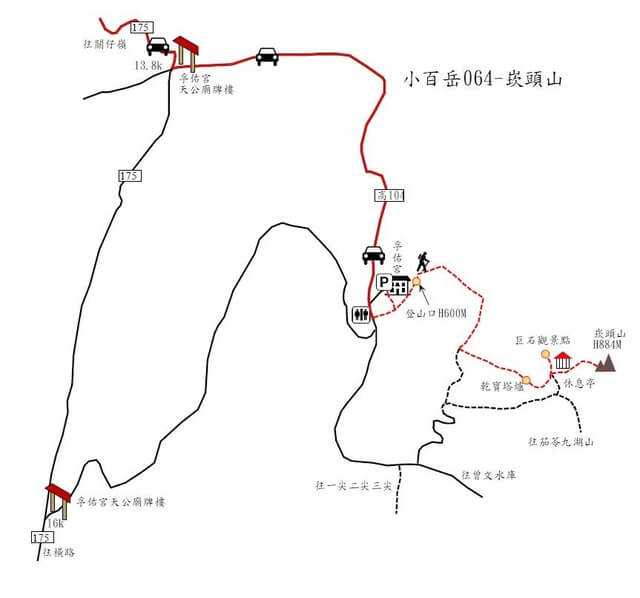 175
往關仔嶺
13.8k
孚佑宮
天公廟牌樓
小百岳064-崁頭山
175
高104
孚佑宮
P
登山口H600M
巨石觀景點
崁頭山
H884M
乾寶塔爐
休息亭
往茄苳九湖山
往曾文水庫
往一尖二尖三尖
孚佑宮天公廟牌樓
16k
175
往橫路